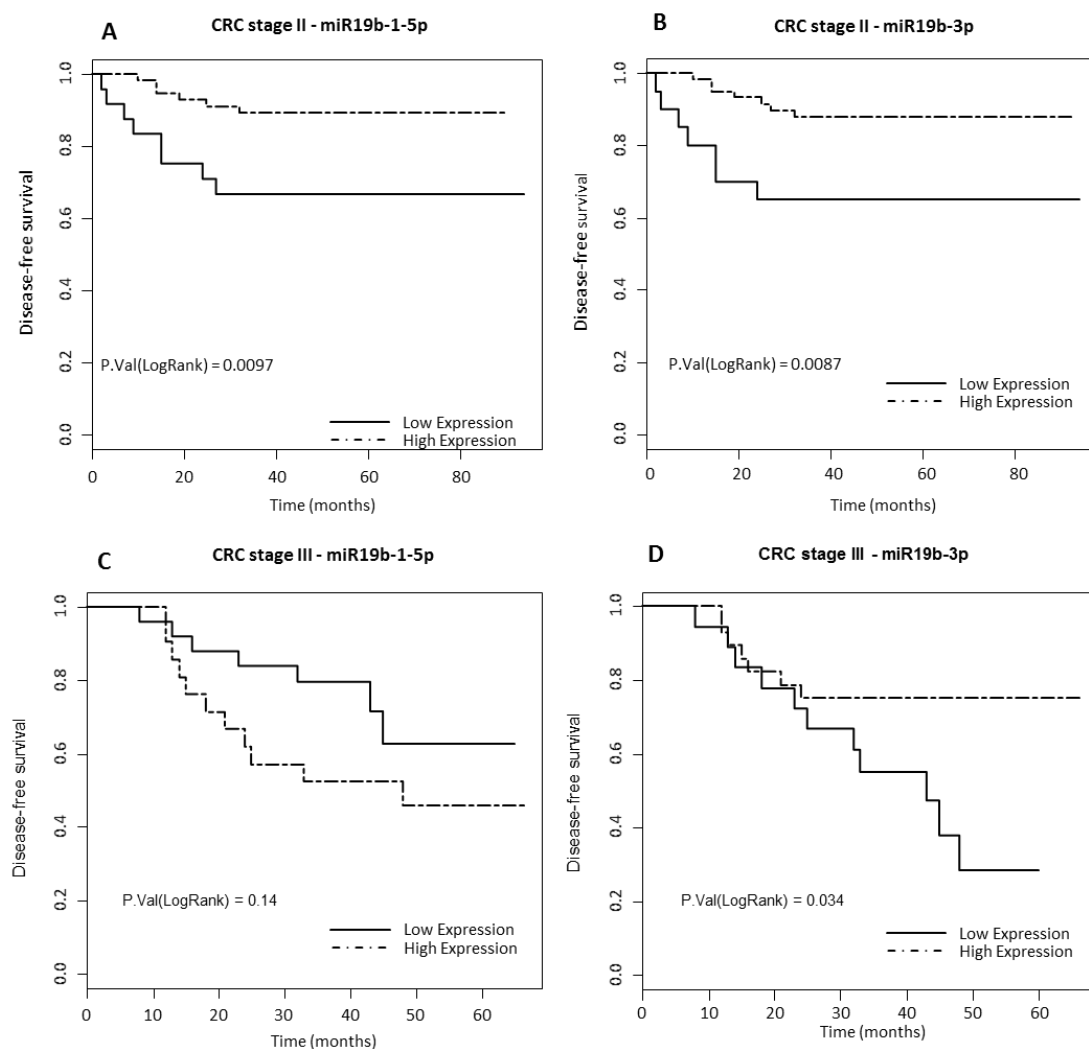 A
CRC stage II - miR19b-1-5p
Disease-free survival
1.0
0.8
0.6
0.4
0.2
0.0
P.Val(LogRank) = 0.0097
Low Expression
High Expression
0 20 40 60 80
Time (months)
B
CRC stage II - miR19b-3p
Disease-free survival
1.0
0.8
0.6
0.4
0.2
0.0
P.Val(LogRank) = 0.0087
Low Expression
High Expression
0 20 40 60 80
Time (months)
C
CRC stage III - miR19b-1-5p
Disease-free survival
1.0
0.8
0.6
0.4
0.2
0.0
P.Val(LogRank) = 0.14
Low Expression
High Expression
0 10 20 30 40 50 60
Time (months)
D
CRC stage III - miR19b-3p
Disease-free survival
1.0
0.8
0.6
0.4
0.2
0.0
P.Val(LogRank) = 0.034
Low Expression
High Expression
0 10 20 30 40 50 60
Time (months)